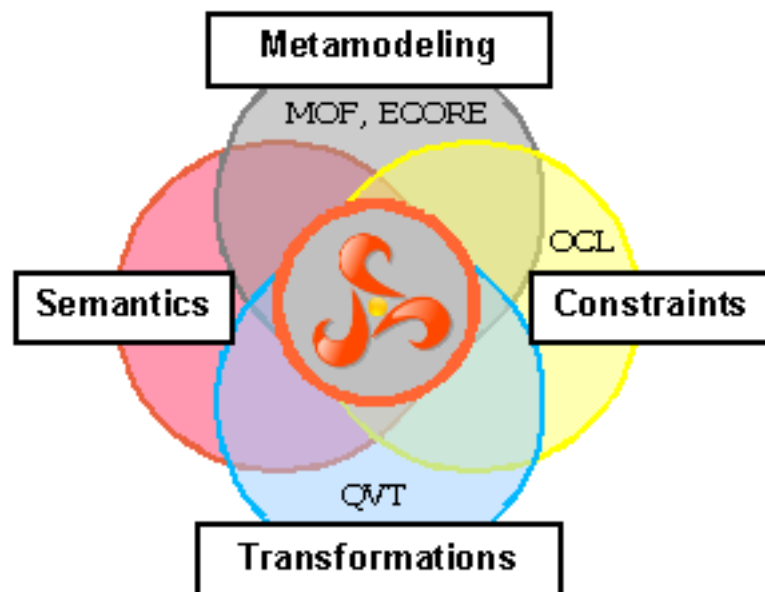 Metamodeling
MOF, ECORE
OCL
Semantics
Constraints
QVT
Transformations